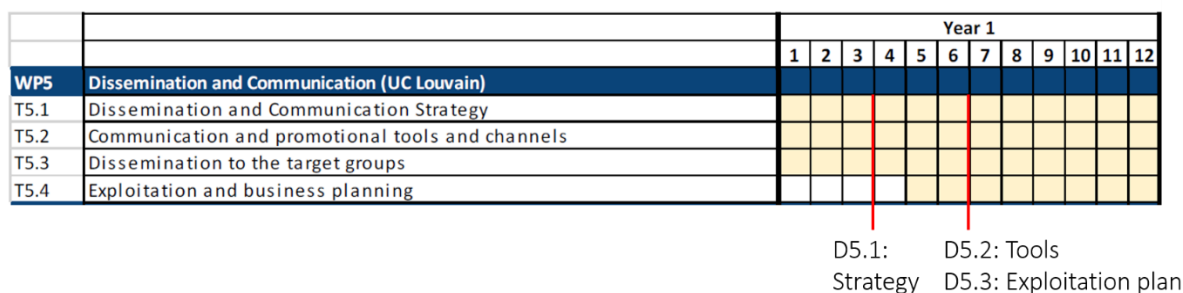 Year 1
1 2 3 4 5 6 7 8 9 10 11 12
WP5 Dissemination and Communication (UC Louvain)
T5.1 Dissemination and Communication Strategy
T5.2 Communication and promotional tools and channels
T5.3 Dissemination to the target groups
T5.4 Exploitation and business planning
D5.1: D5.2: Tools
Strategy D5.3: Exploitation plan